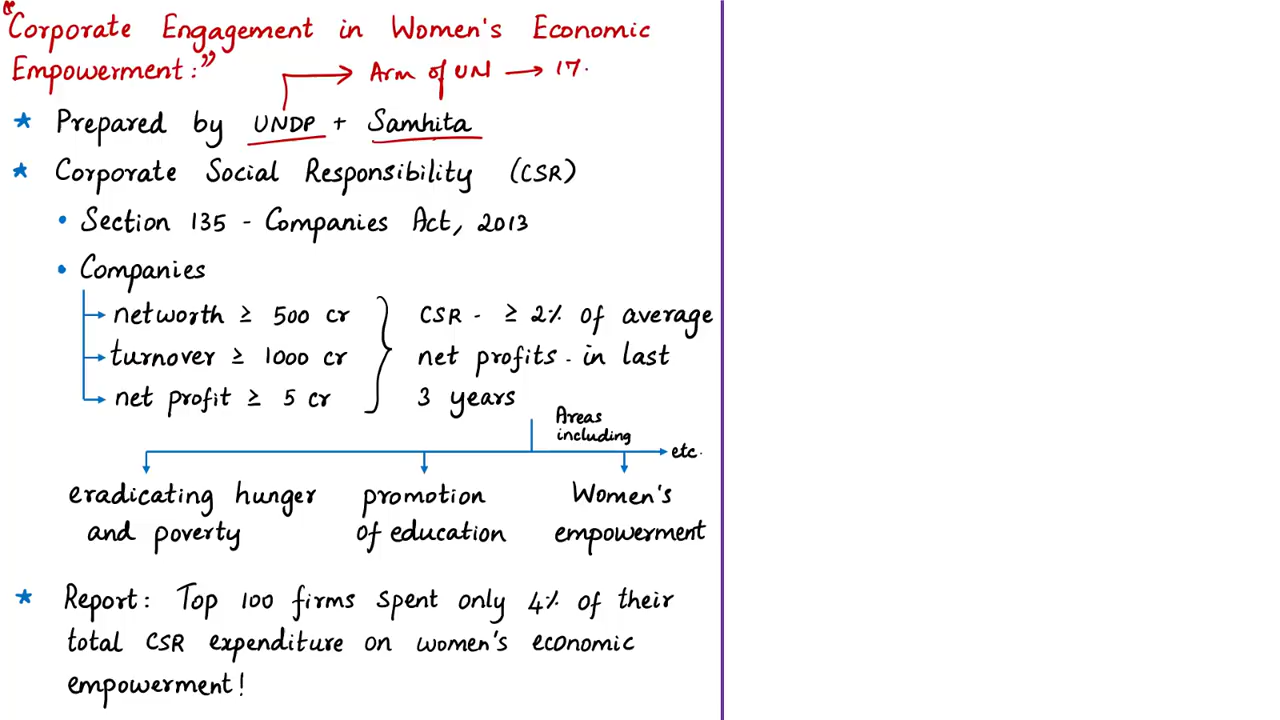 "Corporate Engagement in Women's Economic
Empowerment:"
Arm of UN → 17.
* Prepared by UNDP + Samhita
* Corporate Social Responsibility (CSR)
• Section 135 - Companies Act, 2013
• Companies
→ networth ≥ 500 cr
→ turnover ≥ 1000 cr
→ net profit ≥ 5 cr
CSR - ≥ 2% of average
net profits - in last
3 years
Areas
including
etc.
eradicating hunger
and poverty
promotion
of education
Women's
empowerment
* Report: Top 100 firms spent only 4% of their
total CSR expenditure on women's economic
empowerment!